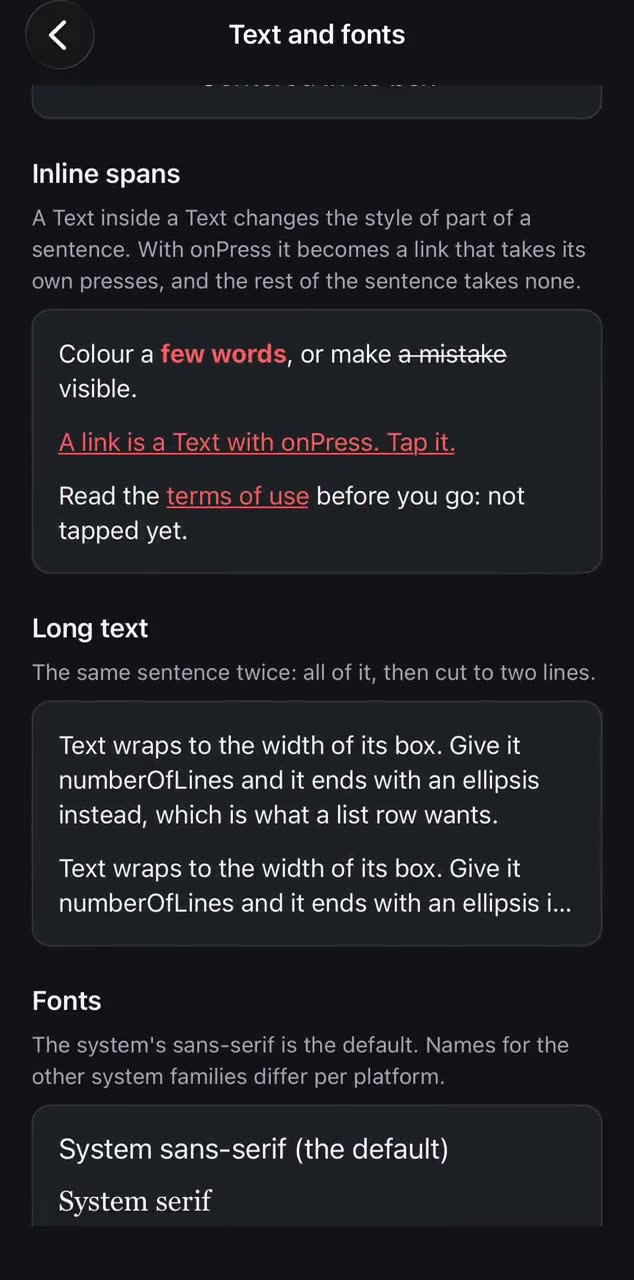 Text and fonts
Inline spans
A Text inside a Text changes the style of part of a
sentence. With onPress it becomes a link that takes its
own presses, and the rest of the sentence takes none.
Colour a few words, or make a mistake
visible.
A link is a Text with onPress. Tap it.
Read the terms of use before you go: not
tapped yet.
Long text
The same sentence twice: all of it, then cut to two lines.
Text wraps to the width of its box. Give it
numberOfLines and it ends with an ellipsis
instead, which is what a list row wants.
Text wraps to the width of its box. Give it
numberOfLines and it ends with an ellipsis i...
Fonts
The system's sans-serif is the default. Names for the
other system families differ per platform.
System sans-serif (the default)
System serif